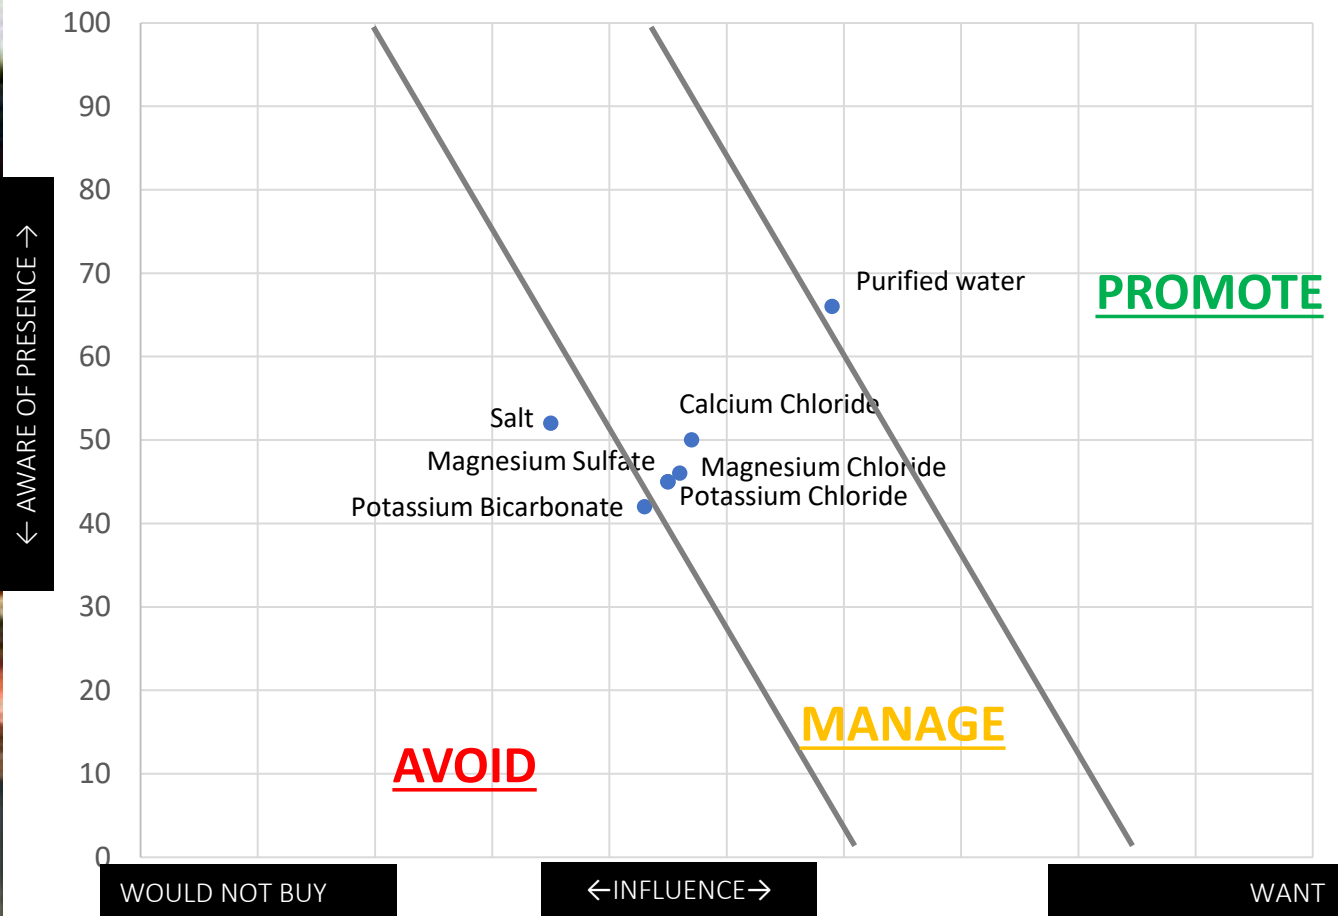 100
90
80
70
60
50
40
30
20
10
0
← AWARE OF PRESENCE →
Purified water
PROMOTE
Calcium Chloride
Salt
Magnesium Sulfate
Magnesium Chloride
Potassium Chloride
Potassium Bicarbonate
MANAGE
AVOID
WOULD NOT BUY
←INFLUENCE→
WANT